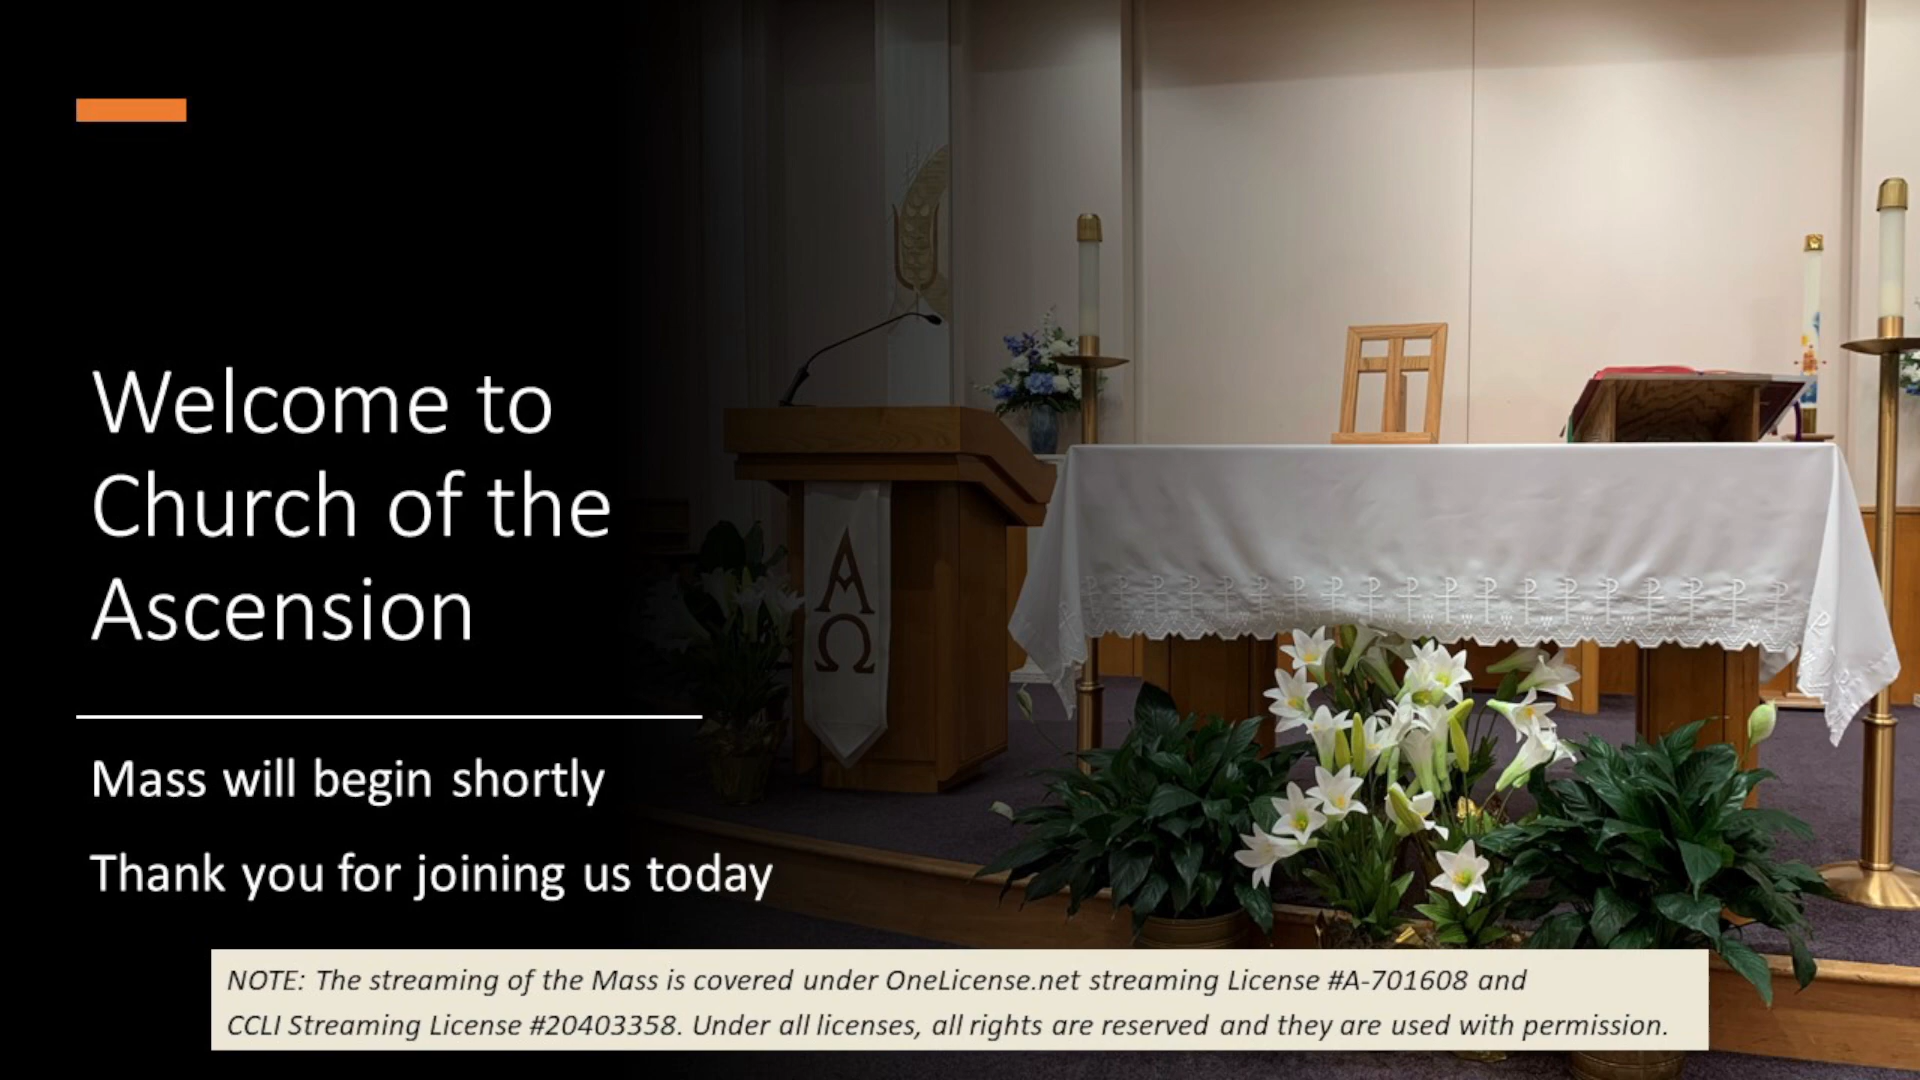 Welcome to
Church of the
Ascension
Mass will begin shortly
Thank you for joining us today
ΑΩ
NOTE: The streaming of the Mass is covered under OneLicense.net streaming License #A-701608 and
CCLI Streaming License #20403358. Under all licenses, all rights are reserved and they are used with permission.